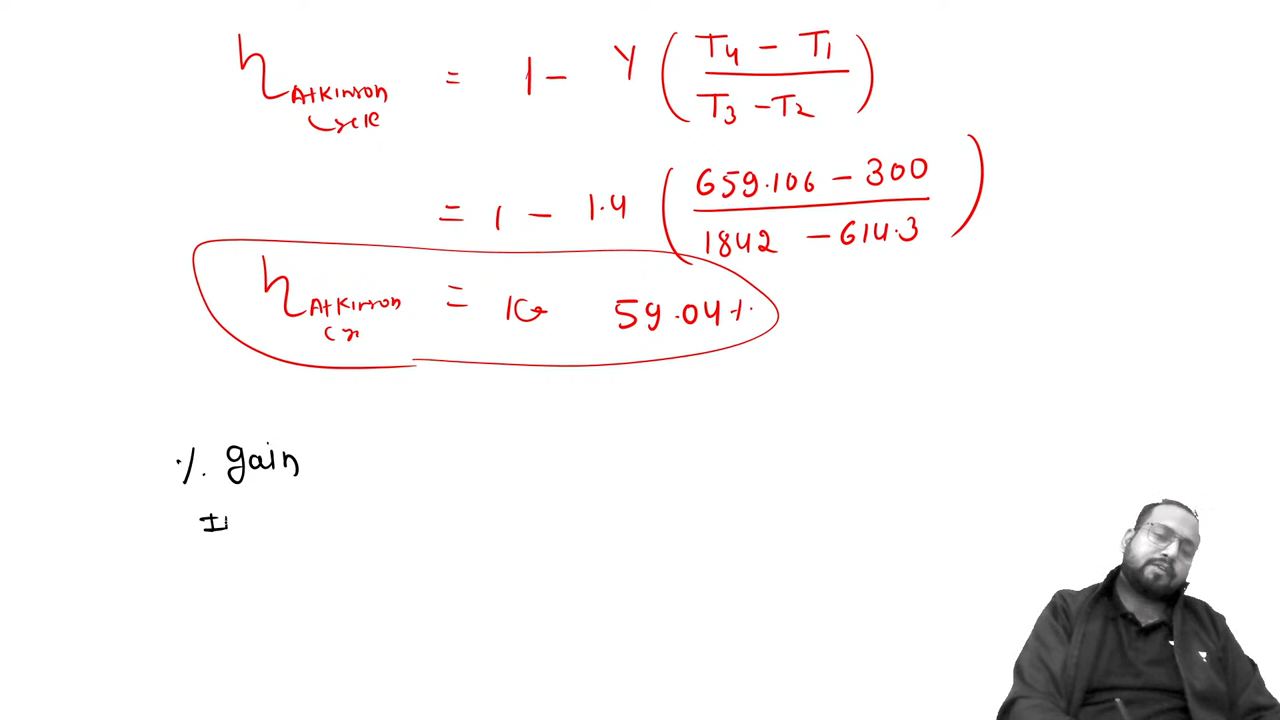 η Atkinson Cycle = 1 - γ ( (T4 - T1) / (T3 - T2) )
= 1 - 1.4 ( (659.106 - 300) / (1842 - 614.3) )
η Atkinson Cy = 59.04 %
% gain